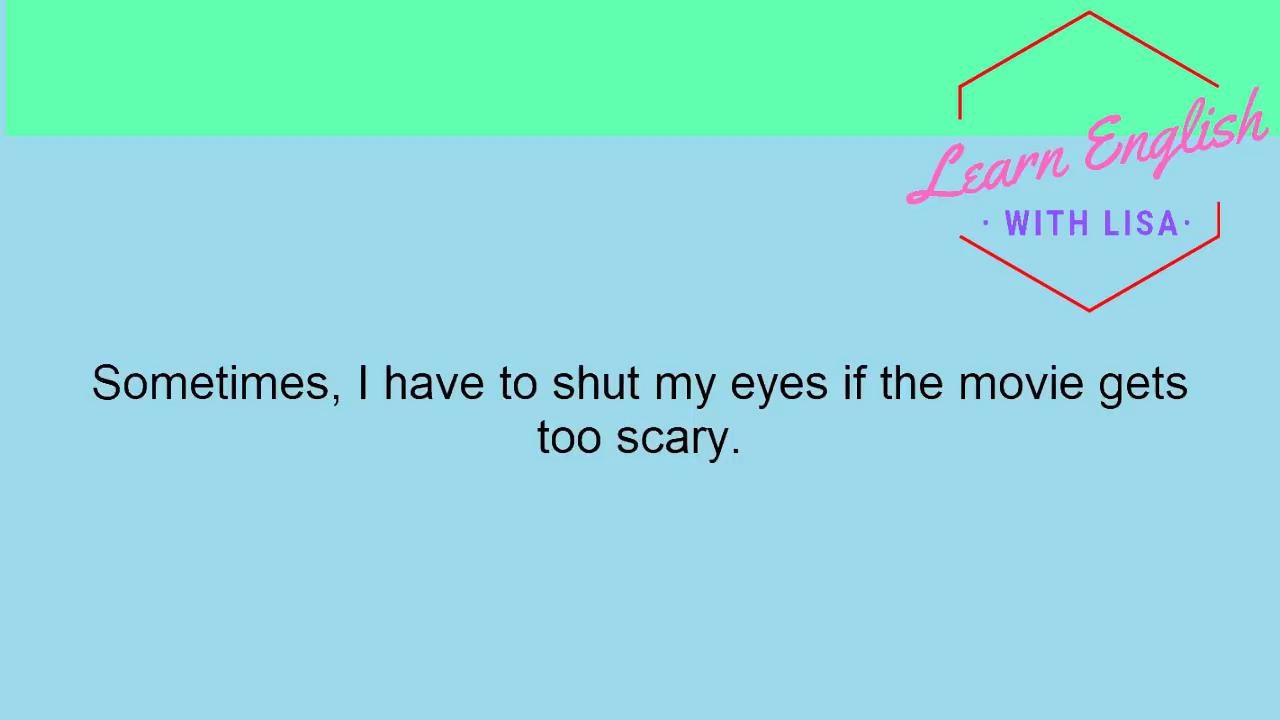 Learn English
· WITH LISA·
Sometimes, I have to shut my eyes if the movie gets
too scary.